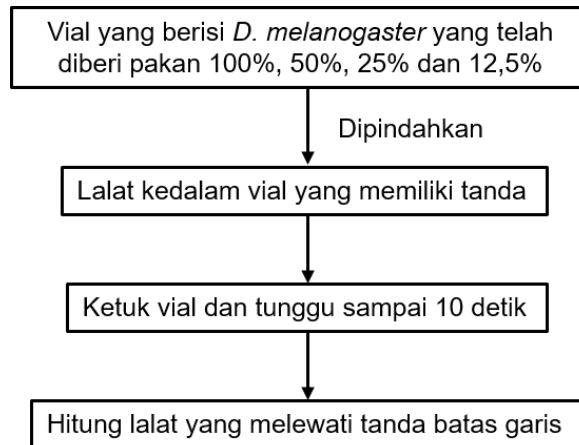 Vial yang berisi D. melanogaster yang telah
diberi pakan 100%, 50%, 25% dan 12,5%
Dipindahkan
Lalat kedalam vial yang memiliki tanda
Ketuk vial dan tunggu sampai 10 detik
Hitung lalat yang melewati tanda batas garis